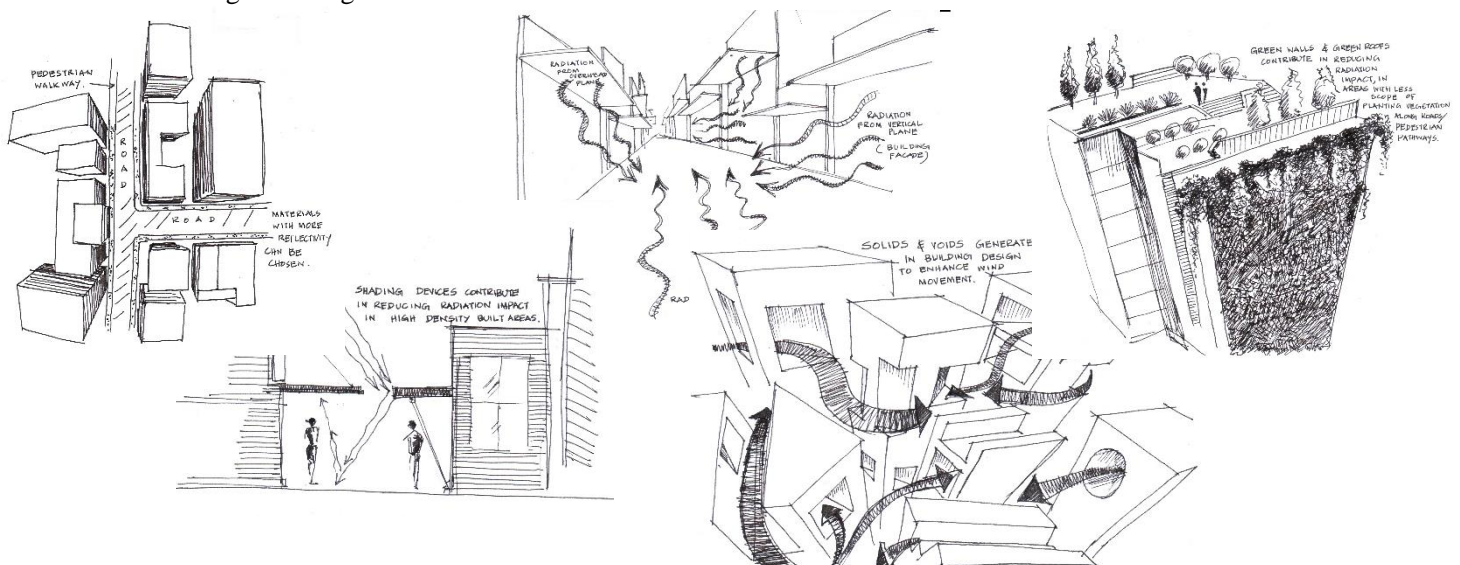 PEDESTRIAN
WALKWAY.
ROAD
ROAD
MATERIALS
WITH MORE
REFLECTIVITY
CAN BE
CHOSEN.
RADIATION
FROM
OVERHEAD
PLANE
RADIATION
FROM VERTICAL
PLANE
(BUILDING
FACADE)
RAD
GREEN WALLS & GREEN ROOFS
CONTRIBUTE IN REDUCING
RADIATION
IMPACT, IN
AREAS WITH LESS
SCOPE OF
PLANTING VEGETATION
ALONG ROADS/
PEDESTRIAN
PATHWAYS.
SHADING DEVICES CONTRIBUTE
IN REDUCING RADIATION IMPACT
IN HIGH DENSITY BUILT AREAS.
SOLIDS & VOIDS GENERATE
IN BUILDING DESIGN
TO ENHANCE WIND
MOVEMENT.